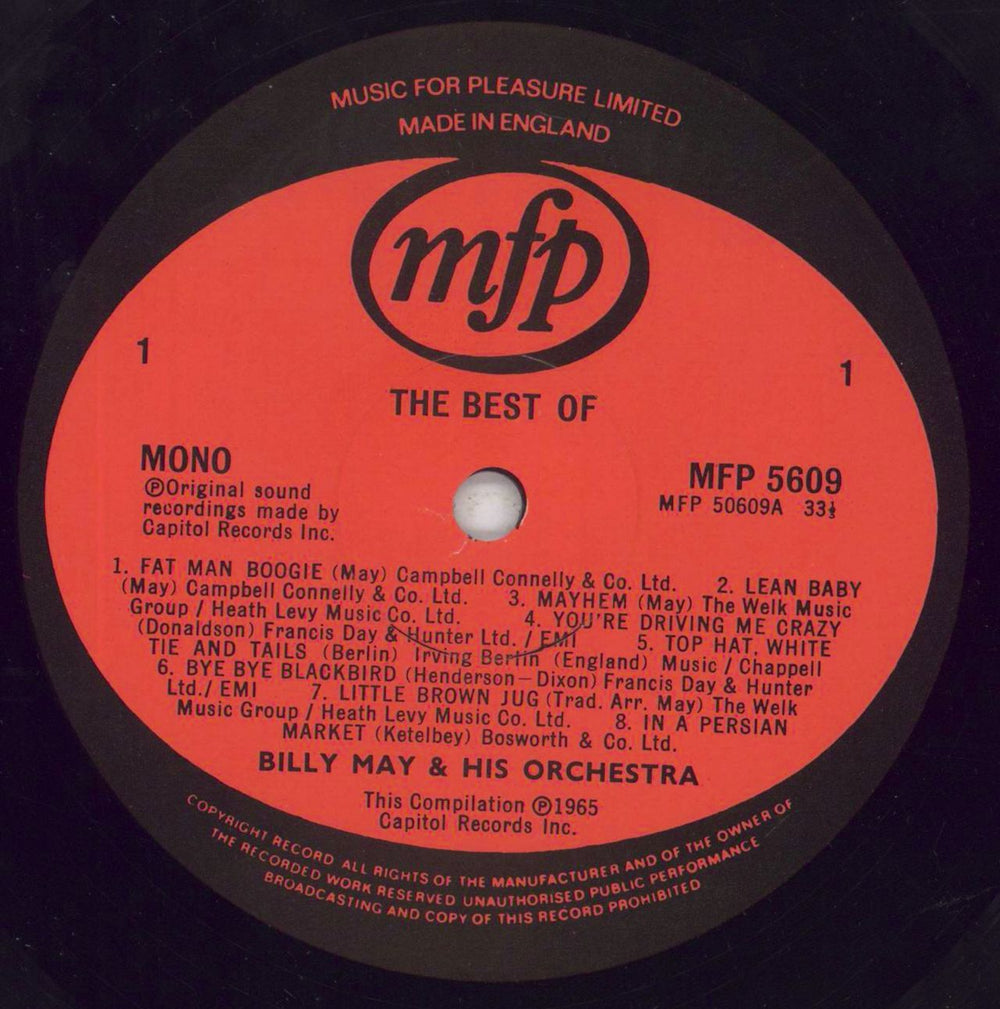 MUSIC FOR PLEASURE LIMITED
MADE IN ENGLAND
mfp
1
1
THE BEST OF
MONO
℗Original sound
recordings made by
Capitol Records Inc.
MFP 5609
MFP 50609A 33⅓
1. FAT MAN BOOGIE (May) Campbell Connelly & Co. Ltd. 2. LEAN BABY
(May) Campbell Connelly & Co. Ltd. 3. MAYHEM (May) The Welk Music
Group / Heath Levy Music Co. Ltd. 4. YOU'RE DRIVING ME CRAZY
(Donaldson) Francis Day & Hunter Ltd. / EMI 5. TOP HAT, WHITE
TIE AND TAILS (Berlin) Irving Berlin (England) Music / Chappell
6. BYE BYE BLACKBIRD (Henderson–Dixon) Francis Day & Hunter
Ltd./ EMI 7. LITTLE BROWN JUG (Trad. Arr. May) The Welk
Music Group / Heath Levy Music Co. Ltd. 8. IN A PERSIAN
MARKET (Ketelbey) Bosworth & Co. Ltd.
BILLY MAY & HIS ORCHESTRA
This Compilation ℗1965
Capitol Records Inc.
COPYRIGHT RECORD ALL RIGHTS OF THE MANUFACTURER AND OF THE OWNER OF
THE RECORDED WORK RESERVED UNAUTHORISED PUBLIC PERFORMANCE
BROADCASTING AND COPY OF THIS RECORD PROHIBITED